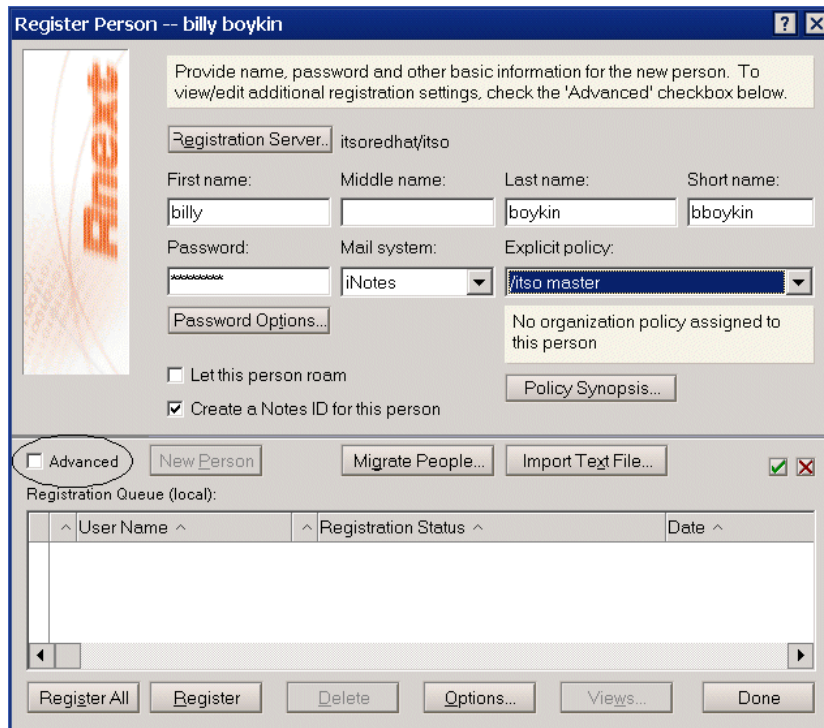 Register Person -- billy boykin
Rnext
Provide name, password and other basic information for the new person. To
view/edit additional registration settings, check the 'Advanced' checkbox below.
Registration Server.. itsoredhat/itso
First name: Middle name: Last name: Short name:
billy boykin bboykin
Password: Mail system: Explicit policy:
********* iNotes /itso master
Password Options... No organization policy assigned to
this person
Let this person roam
Policy Synopsis...
Create a Notes ID for this person
Advanced New Person Migrate People... Import Text File...
Registration Queue (local):
User Name Registration Status Date
Register All Register Delete Options... Views... Done